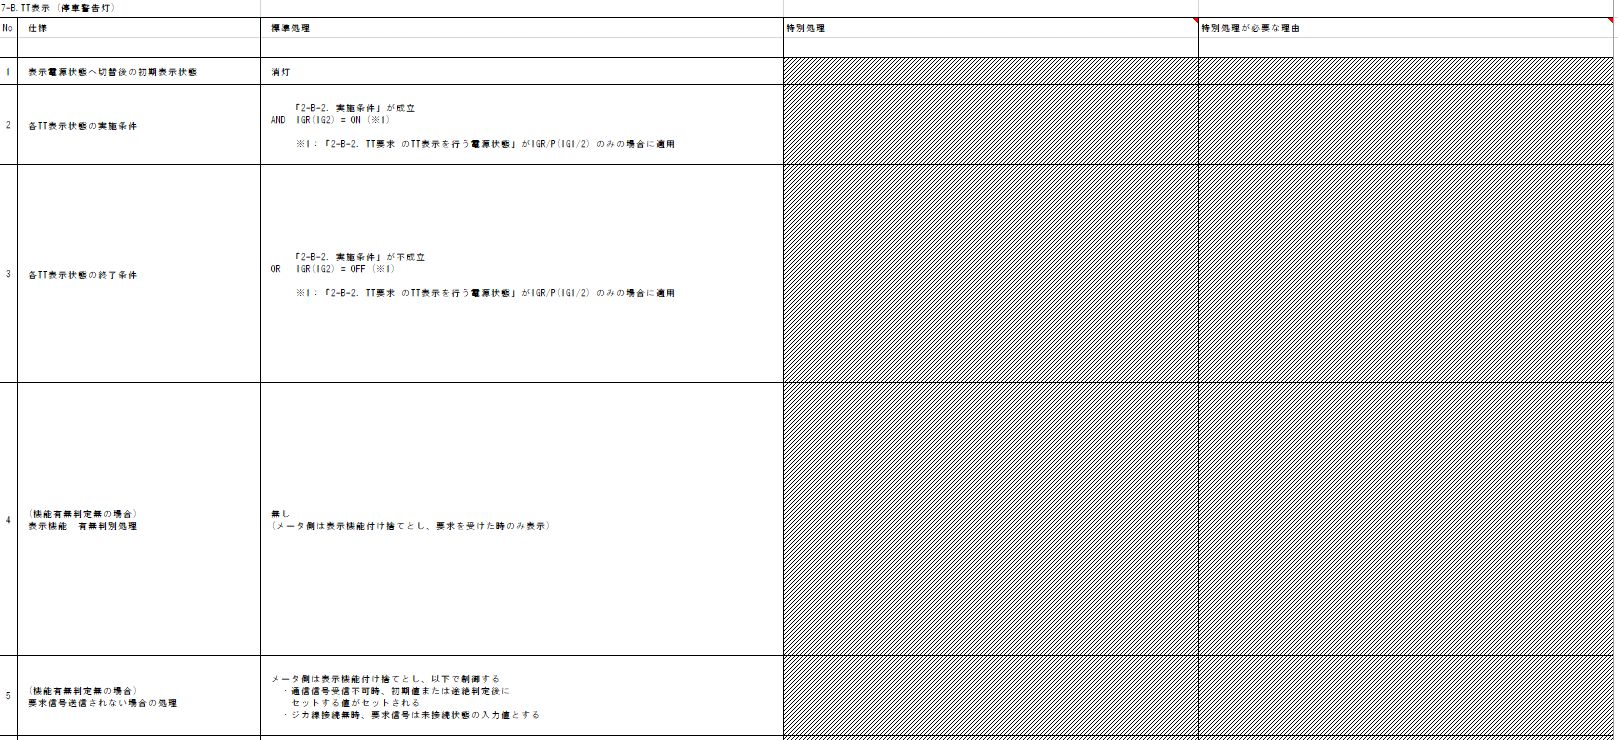 7-B.TT表示（停車警告灯）
No 仕様 標準処理 特別処理 特別処理が必要な理由
1 表示電源状態へ切替後の初期表示状態 消灯
2 各TT表示状態の実施条件
「2-B-2. 実施条件」が成立
AND IGR(IG2) = ON（※1）
※1：「2-B-2. TT要求 のTT表示を行う電源状態」がIGR/P(IG1/2) のみの場合に適用
3 各TT表示状態の終了条件
「2-B-2. 実施条件」が不成立
OR IGR(IG2) = OFF（※1）
※1：「2-B-2. TT要求 のTT表示を行う電源状態」がIGR/P(IG1/2) のみの場合に適用
4
（機能有無判定無の場合）
表示機能　有無判別処理
無し
（メータ側は表示機能付け捨てとし、要求を受けた時のみ表示）
5
（機能有無判定無の場合）
要求信号送信されない場合の処理
メータ側は表示機能付け捨てとし、以下で制御する
・通信信号受信不可時、初期値または途絶判定後に
セットする値がセットされる
・ジカ線接続無時、要求信号は未接続状態の入力値とする